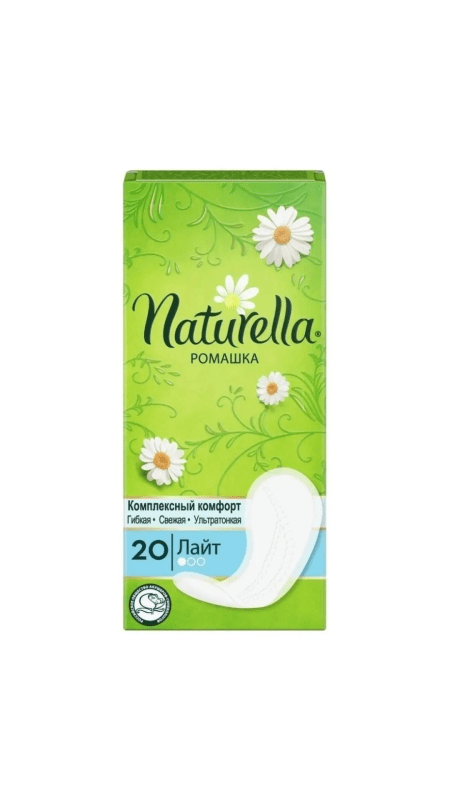 Naturella®
РОМАШКА
Комплексный комфорт
Гибкая • Свежая • Ультратонкая
20 Лайт